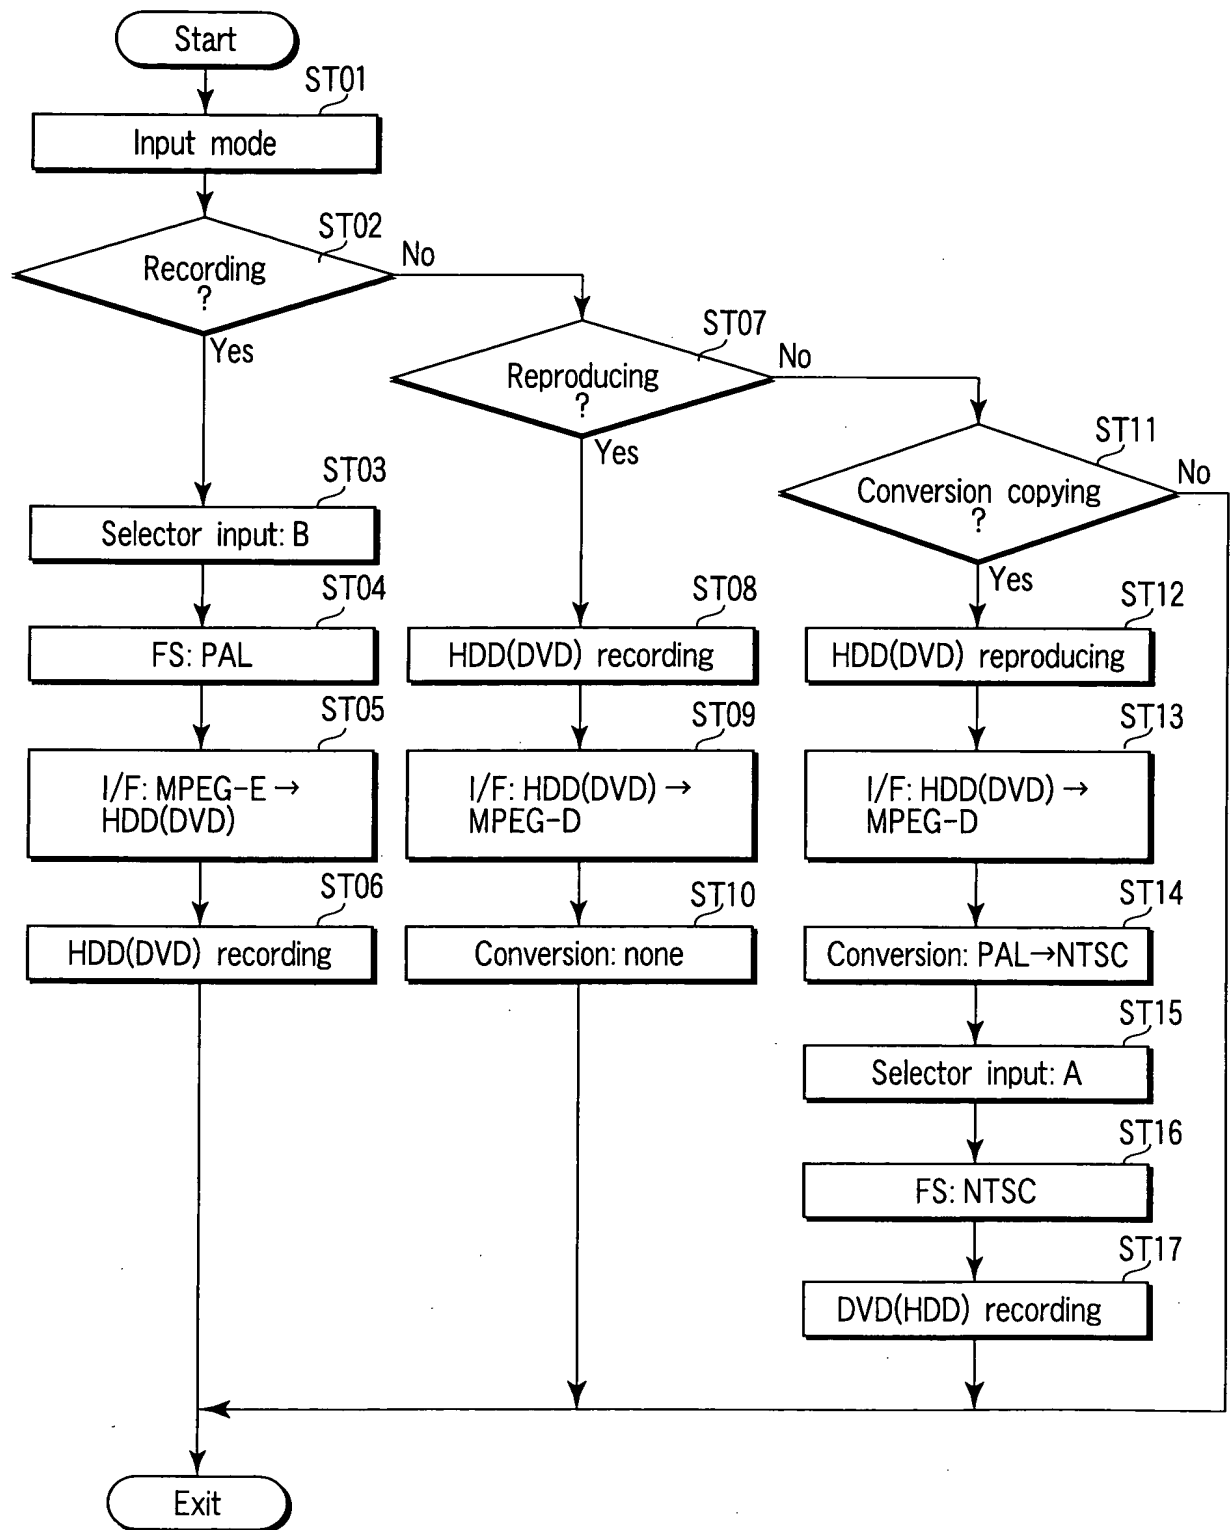 Start
ST01
Input mode
ST02
Recording
?
No
Yes
ST07
Reproducing
?
No
Yes
ST11
Conversion copying
?
No
Yes
ST03
Selector input: B
ST04
FS: PAL
ST05
I/F: MPEG-E →
HDD(DVD)
ST06
HDD(DVD) recording
ST08
HDD(DVD) recording
ST09
I/F: HDD(DVD) →
MPEG-D
ST10
Conversion: none
ST12
HDD(DVD) reproducing
ST13
I/F: HDD(DVD) →
MPEG-D
ST14
Conversion: PAL→NTSC
ST15
Selector input: A
ST16
FS: NTSC
ST17
DVD(HDD) recording
Exit